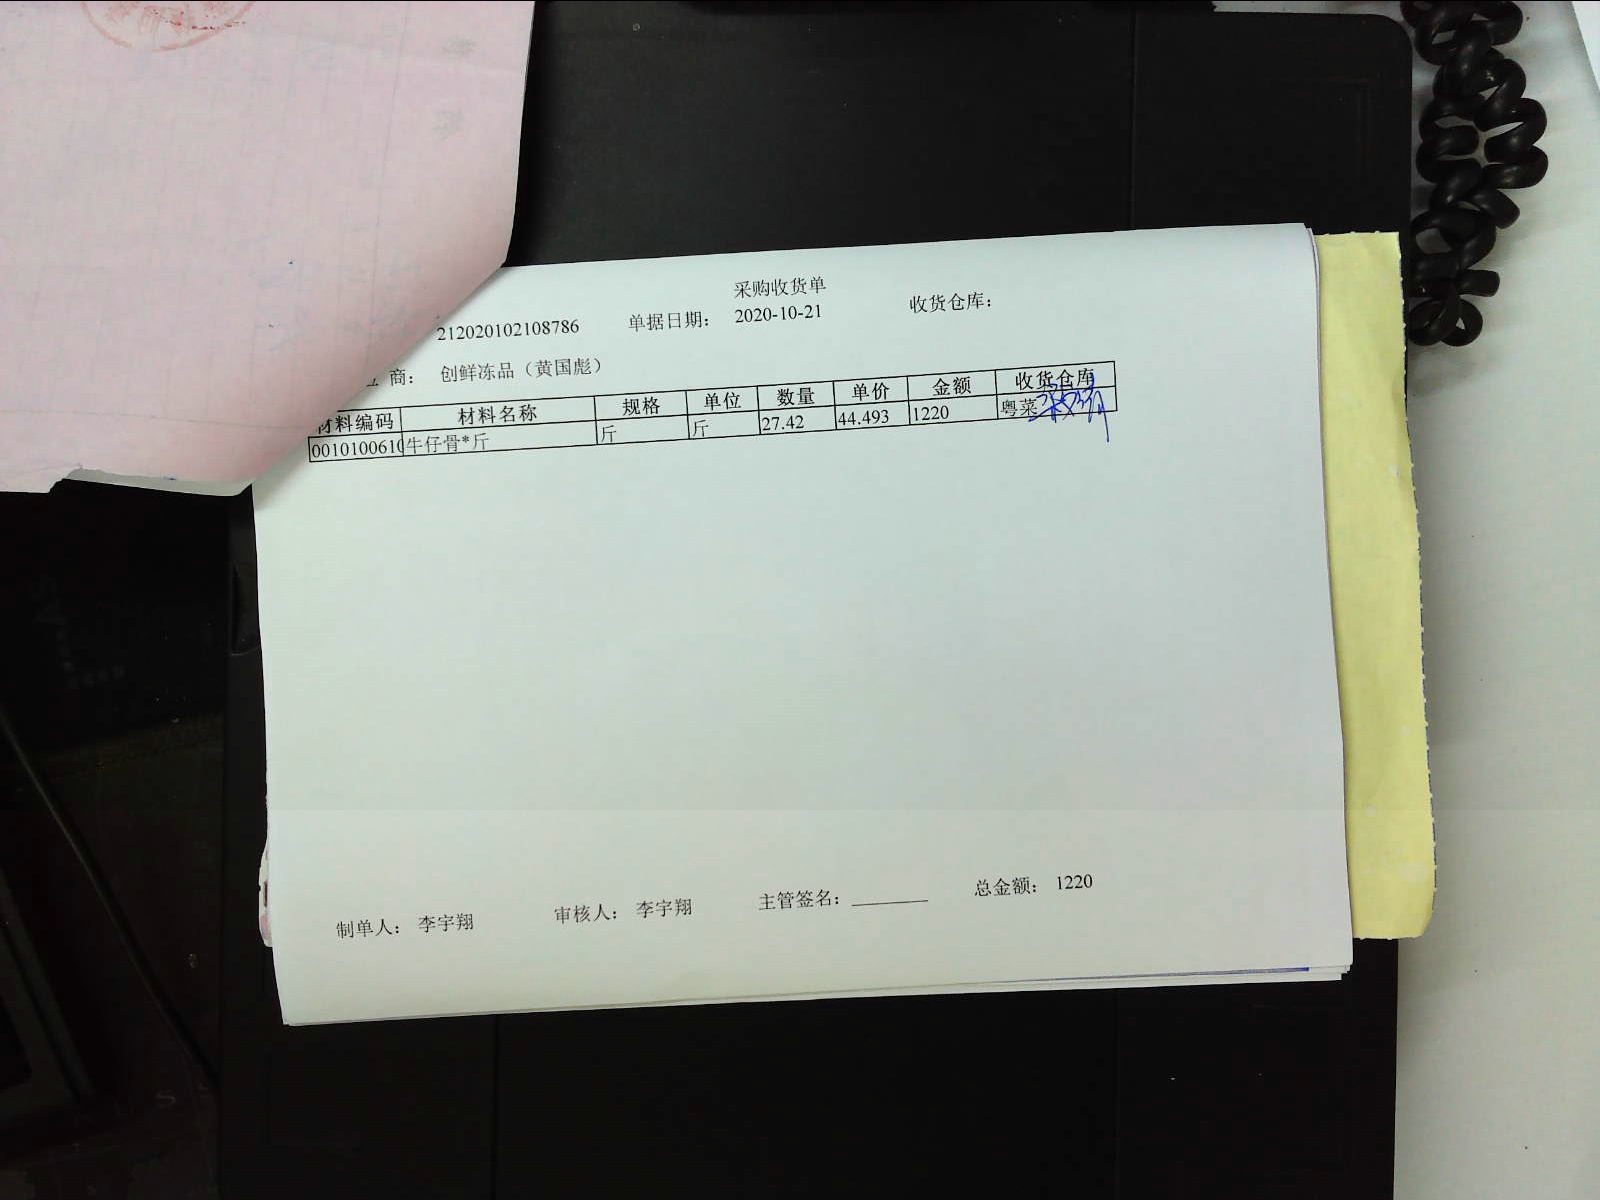 采购收货单
212020102108786 单据日期： 2020-10-21 收货仓库：
商： 创鲜冻品（黄国彪）
材料编码 材料名称 规格 单位 数量 单价 金额 收货仓库
0010100610 牛仔骨*斤 斤 斤 27.42 44.493 1220 粤菜
制单人： 李宇翔 审核人： 李宇翔 主管签名： 总金额： 1220